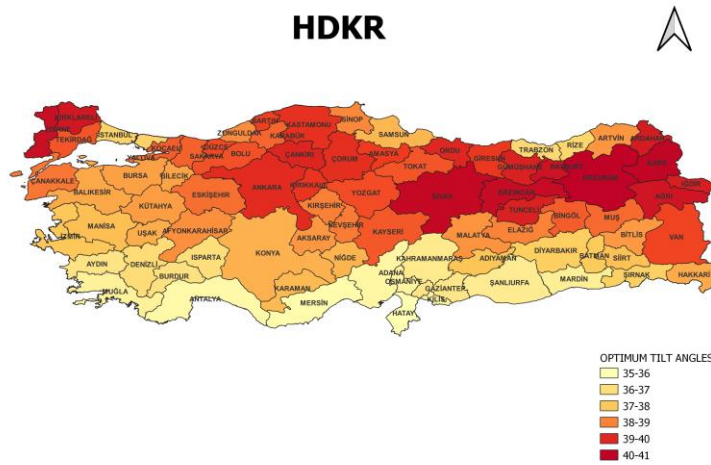 HDKR
KIRKLARELİ
TEKİRDAĞ
İSTANBUL
KOCAELİ
YALOVA
SAKARYA
DÜZCE
ZONGULDAK
BARTIN
KARABÜK
KASTAMONU
SİNOP
SAMSUN
BOLU
ÇANKIRI
ÇORUM
AMASYA
ORDU
GİRESUN
TRABZON
RİZE
ARTVİN
ARDAHAN
KARS
GÜMÜŞHANE
BAYBURT
ERZURUM
IĞDIR
AĞRI
ÇANAKKALE
BALIKESİR
BURSA
BİLECİK
ESKİŞEHİR
ANKARA
KIRIKKALE
YOZGAT
TOKAT
SİVAS
ERZİNCAN
TUNCELİ
BİNGÖL
MUŞ
VAN
KÜTAHYA
MANİSA
İZMİR
UŞAK
AFYONKARAHİSAR
KIRŞEHİR
NEVŞEHİR
KAYSERİ
MALATYA
ELAZIĞ
BİTLİS
AYDIN
DENİZLİ
ISPARTA
BURDUR
KONYA
AKSARAY
NİĞDE
KAHRAMANMARAŞ
ADIYAMAN
DİYARBAKIR
BATMAN
SİİRT
ŞIRNAK
HAKKARİ
MUĞLA
ANTALYA
KARAMAN
MERSİN
ADANA
OSMANİYE
GAZİANTEP
KİLİS
ŞANLIURFA
MARDİN
HATAY
OPTIMUM TILT ANGLES
35-36
36-37
37-38
38-39
39-40
40-41